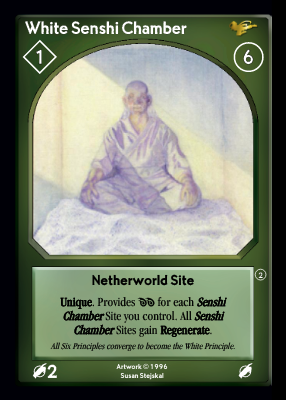 White Senshi Chamber
1
6
Netherworld Site
2
Unique. Provides for each Senshi
Chamber Site you control. All Senshi
Chamber Sites gain Regenerate.
All Six Principles converge to become the White Principle.
2
Artwork © 1996
Susan Stejskal